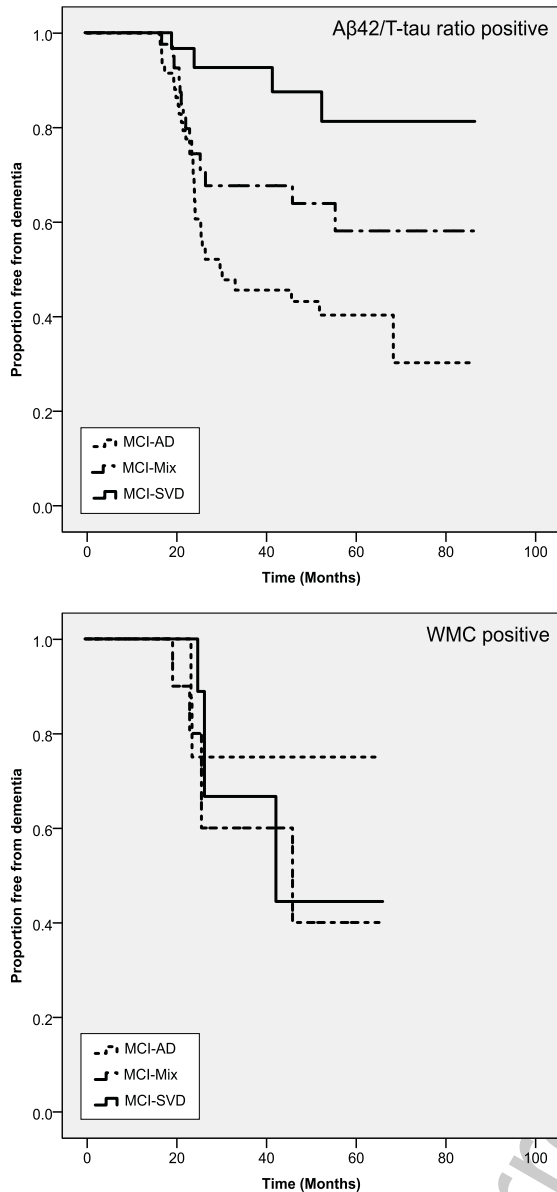 Aβ42/T-tau ratio positive
Proportion free from dementia
1.0
0.8
0.6
0.4
0.2
0.0
MCI-AD
MCI-Mix
MCI-SVD
0 20 40 60 80 100
Time (Months)
WMC positive
Proportion free from dementia
1.0
0.8
0.6
0.4
0.2
0.0
MCI-AD
MCI-Mix
MCI-SVD
0 20 40 60 80 100
Time (Months)